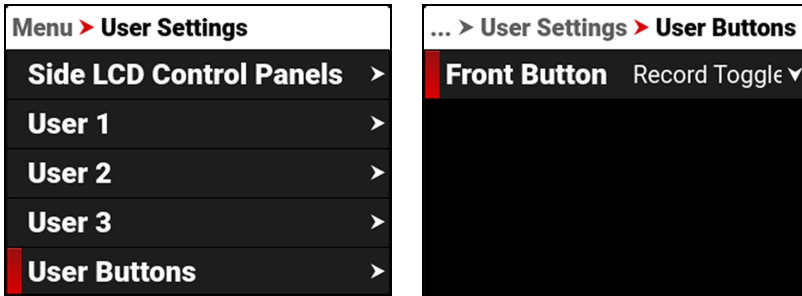 Menu ➤ User Settings
Side LCD Control Panels
User 1
User 2
User 3
User Buttons
... ➤ User Settings ➤ User Buttons
Front Button Record Toggle